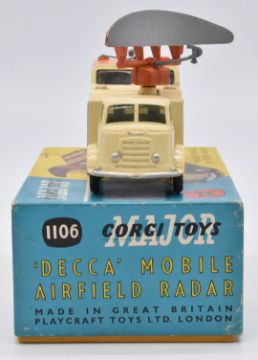 1106
CORGI TOYS
MAJOR
'DECCA' MOBILE
AIRFIELD RADAR
MADE IN GREAT BRITAIN
PLAYCRAFT TOYS LTD. LONDON